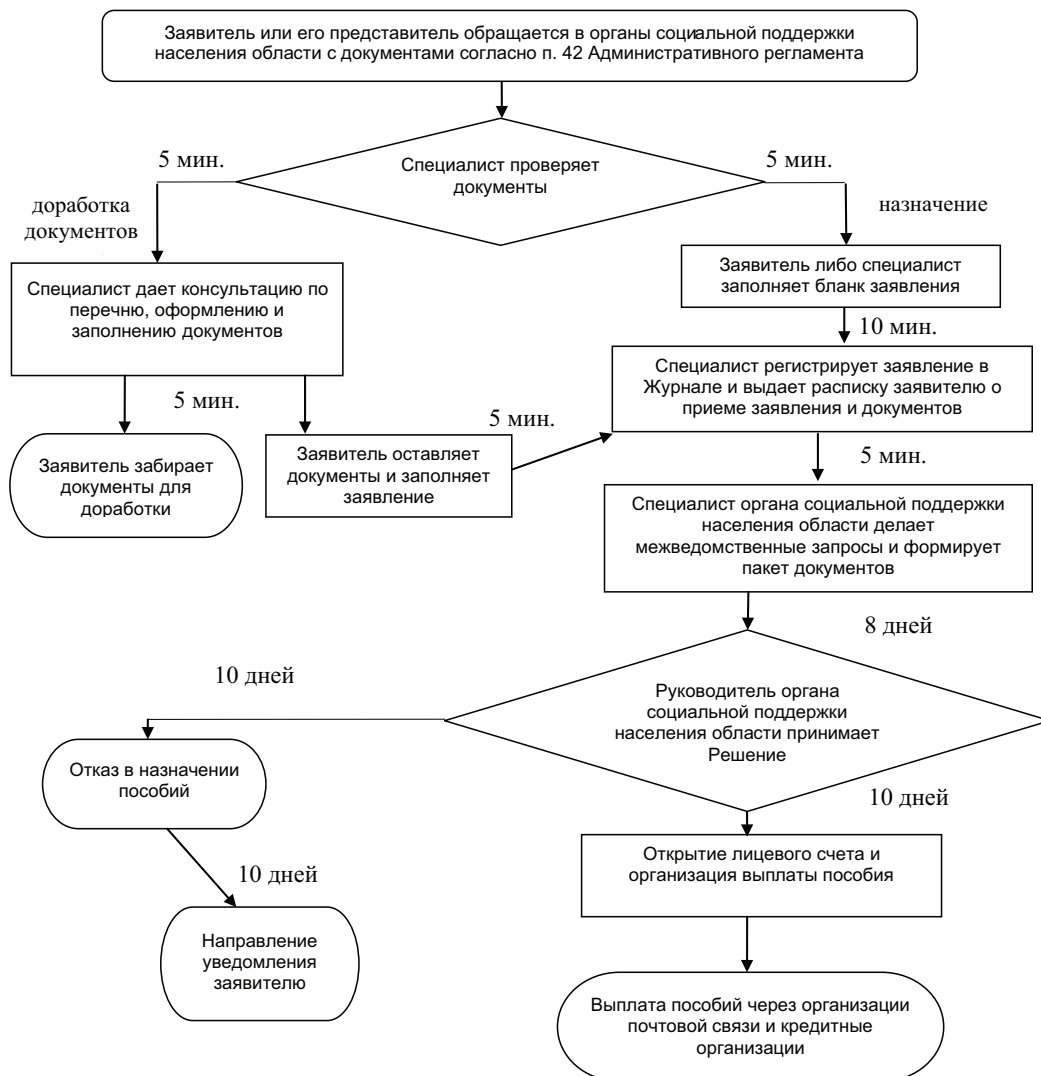 Заявитель или его представитель обращается в органы социальной поддержки
населения области с документами согласно п. 42 Административного регламента
5 мин.
Специалист проверяет
документы
5 мин.
доработка
документов
назначение
Специалист дает консультацию по
перечню, оформлению и
заполнению документов
Заявитель либо специалист
заполняет бланк заявления
10 мин.
Специалист регистрирует заявление в
Журнале и выдает расписку заявителю о
приеме заявления и документов
5 мин.
5 мин.
Заявитель забирает
документы для
доработки
Заявитель оставляет
документы и заполняет
заявление
5 мин.
Специалист органа социальной поддержки
населения области делает
межведомственные запросы и формирует
пакет документов
8 дней
10 дней
Руководитель органа
социальной поддержки
населения области принимает
Решение
Отказ в назначении
пособий
10 дней
Открытие лицевого счета и
организация выплаты пособия
10 дней
Направление
уведомления
заявителю
Выплата пособий через организации
почтовой связи и кредитные
организации